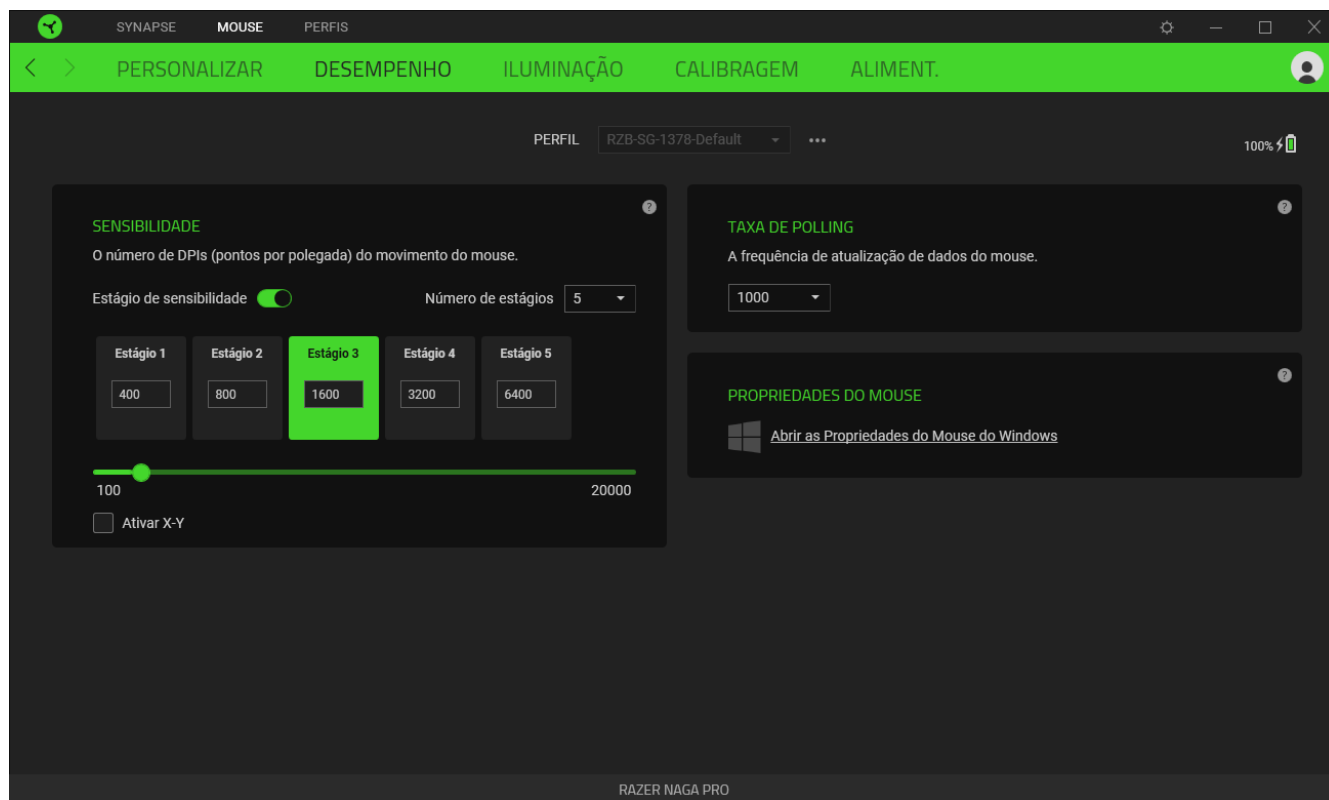 SYNAPSE MOUSE PERFIS
PERSONALIZAR DESEMPENHO ILUMINAÇÃO CALIBRAGEM ALIMENT.
PERFIL RZB-SG-1378-Default
100%
SENSIBILIDADE
O número de DPIs (pontos por polegada) do movimento do mouse.
Estágio de sensibilidade Número de estágios 5
Estágio 1 Estágio 2 Estágio 3 Estágio 4 Estágio 5
400 800 1600 3200 6400
100 20000
Ativar X-Y
TAXA DE POLLING
A frequência de atualização de dados do mouse.
1000
PROPRIEDADES DO MOUSE
Abrir as Propriedades do Mouse do Windows
RAZER NAGA PRO